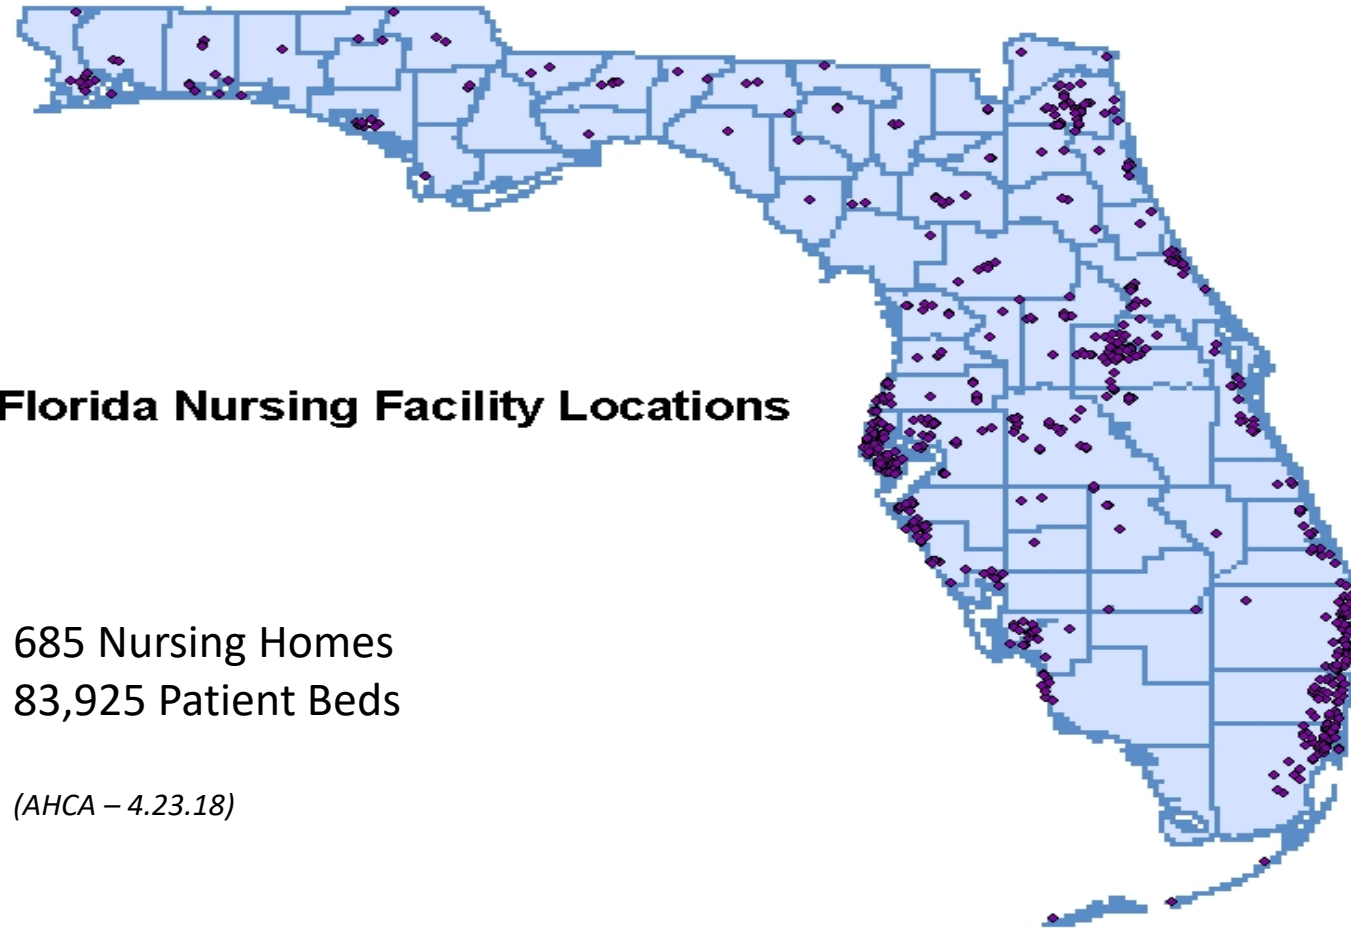 Florida Nursing Facility Locations
685 Nursing Homes
83,925 Patient Beds
(AHCA – 4.23.18)